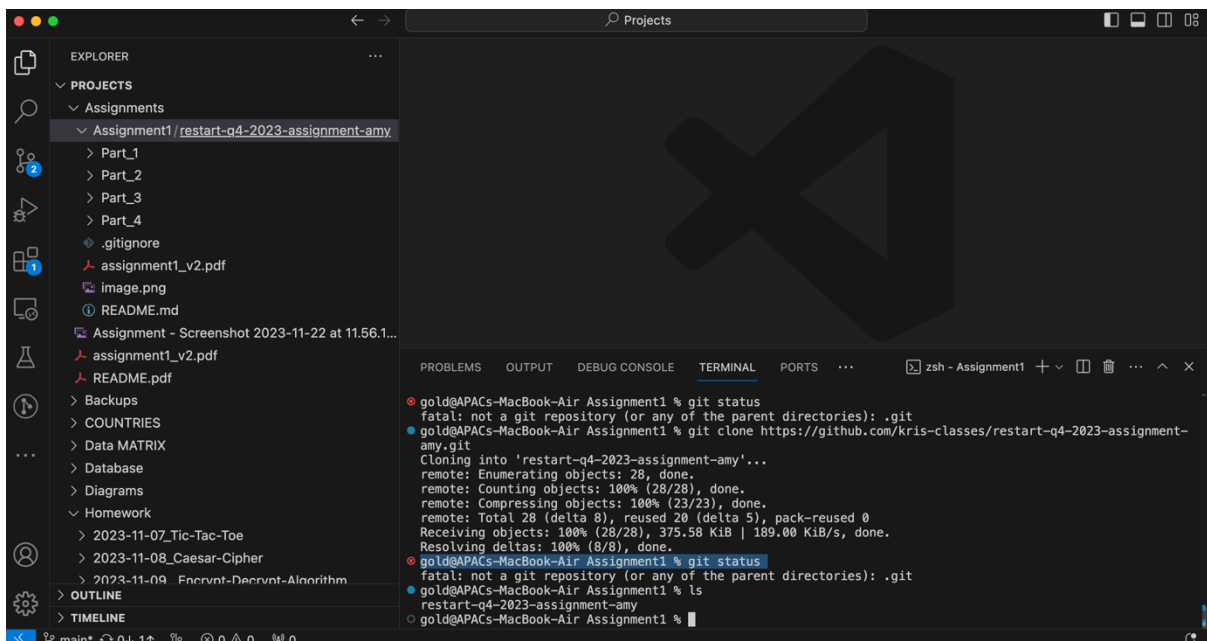 Projects
EXPLORER
PROJECTS
Assignments
Assignment1/restart-q4-2023-assignment-amy
Part_1
Part_2
Part_3
Part_4
.gitignore
assignment1_v2.pdf
image.png
README.md
Assignment - Screenshot 2023-11-22 at 11.56.1...
assignment1_v2.pdf
README.pdf
Backups
COUNTRIES
Data MATRIX
Database
Diagrams
Homework
2023-11-07_Tic-Tac-Toe
2023-11-08_Caesar-Cipher
2023-11-09_Encrypt-Decrypt-Algorithm
OUTLINE
TIMELINE
2
1
PROBLEMS OUTPUT DEBUG CONSOLE TERMINAL PORTS ... zsh - Assignment1
gold@APACs-MacBook-Air Assignment1 % git status
fatal: not a git repository (or any of the parent directories): .git
gold@APACs-MacBook-Air Assignment1 % git clone https://github.com/kris-classes/restart-q4-2023-assignment-
amy.git
Cloning into 'restart-q4-2023-assignment-amy'...
remote: Enumerating objects: 28, done.
remote: Counting objects: 100% (28/28), done.
remote: Compressing objects: 100% (23/23), done.
remote: Total 28 (delta 8), reused 20 (delta 5), pack-reused 0
Receiving objects: 100% (28/28), 375.58 KiB | 189.00 KiB/s, done.
Resolving deltas: 100% (8/8), done.
gold@APACs-MacBook-Air Assignment1 % git status
fatal: not a git repository (or any of the parent directories): .git
gold@APACs-MacBook-Air Assignment1 % ls
restart-q4-2023-assignment-amy
gold@APACs-MacBook-Air Assignment1 %
main* 0↓ 1↑ 0 0 0